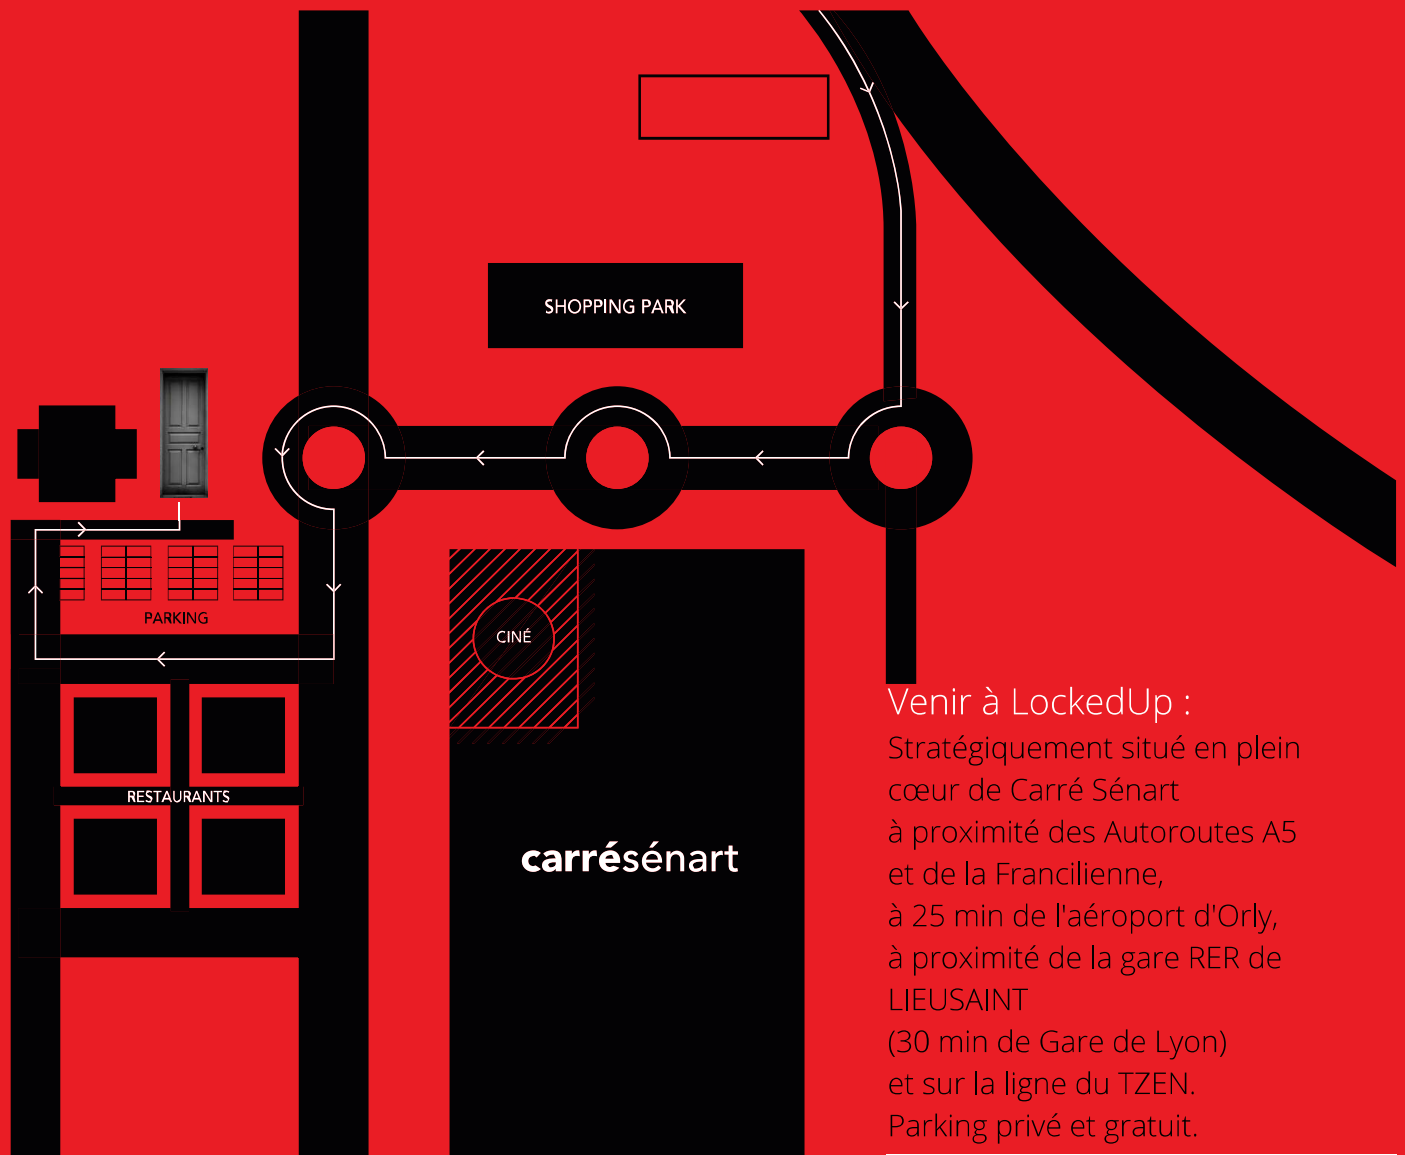 SHOPPING PARK
PARKING
CINÉ
RESTAURANTS
carrésénart
Venir à LockedUp :
Stratégiquement situé en plein
cœur de Carré Sénart
à proximité des Autoroutes A5
et de la Francilienne,
à 25 min de l'aéroport d'Orly,
à proximité de la gare RER de
LIEUSAINT
(30 min de Gare de Lyon)
et sur la ligne du TZEN.
Parking privé et gratuit.